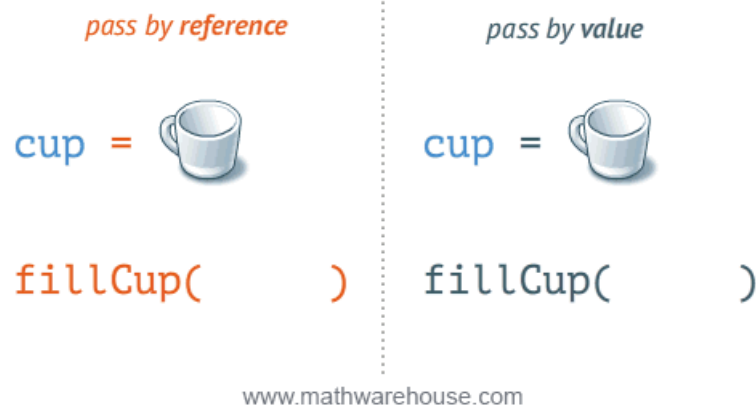 pass by reference
pass by value
cup =
cup =
fillCup( )
fillCup( )
www.mathwarehouse.com